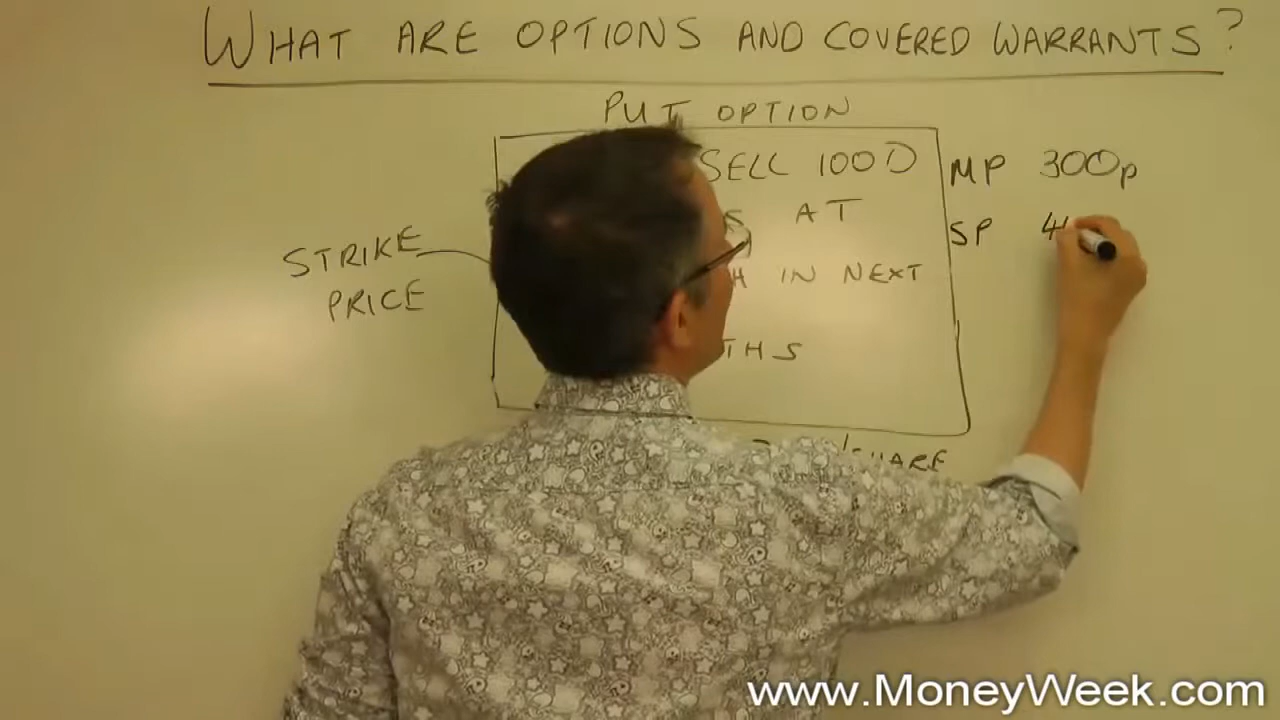 WHAT ARE OPTIONS AND COVERED WARRANTS?
PUT OPTION
SELL 1000
AT
IN NEXT
STRIKE
PRICE
MP 300p
SP 4
SHARE
www.MoneyWeek.com